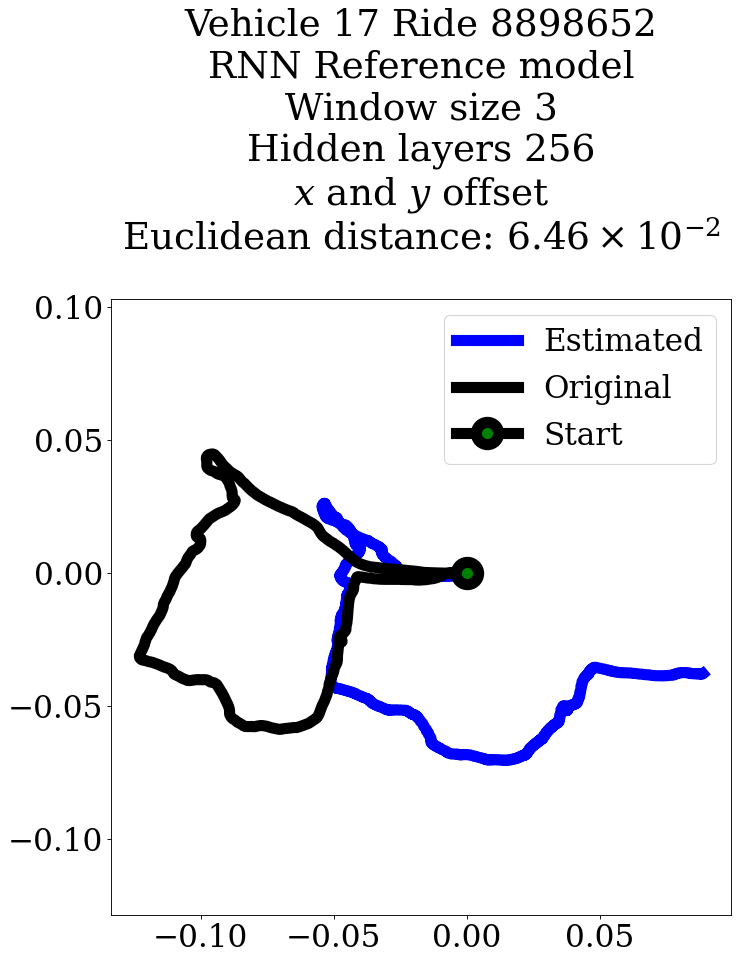 Vehicle 17 Ride 8898652
RNN Reference model
Window size 3
Hidden layers 256
x and y offset
Euclidean distance: 6.46 × 10⁻²
Estimated
Original
Start
0.10
0.05
0.00
−0.05
−0.10
−0.10 −0.05 0.00 0.05